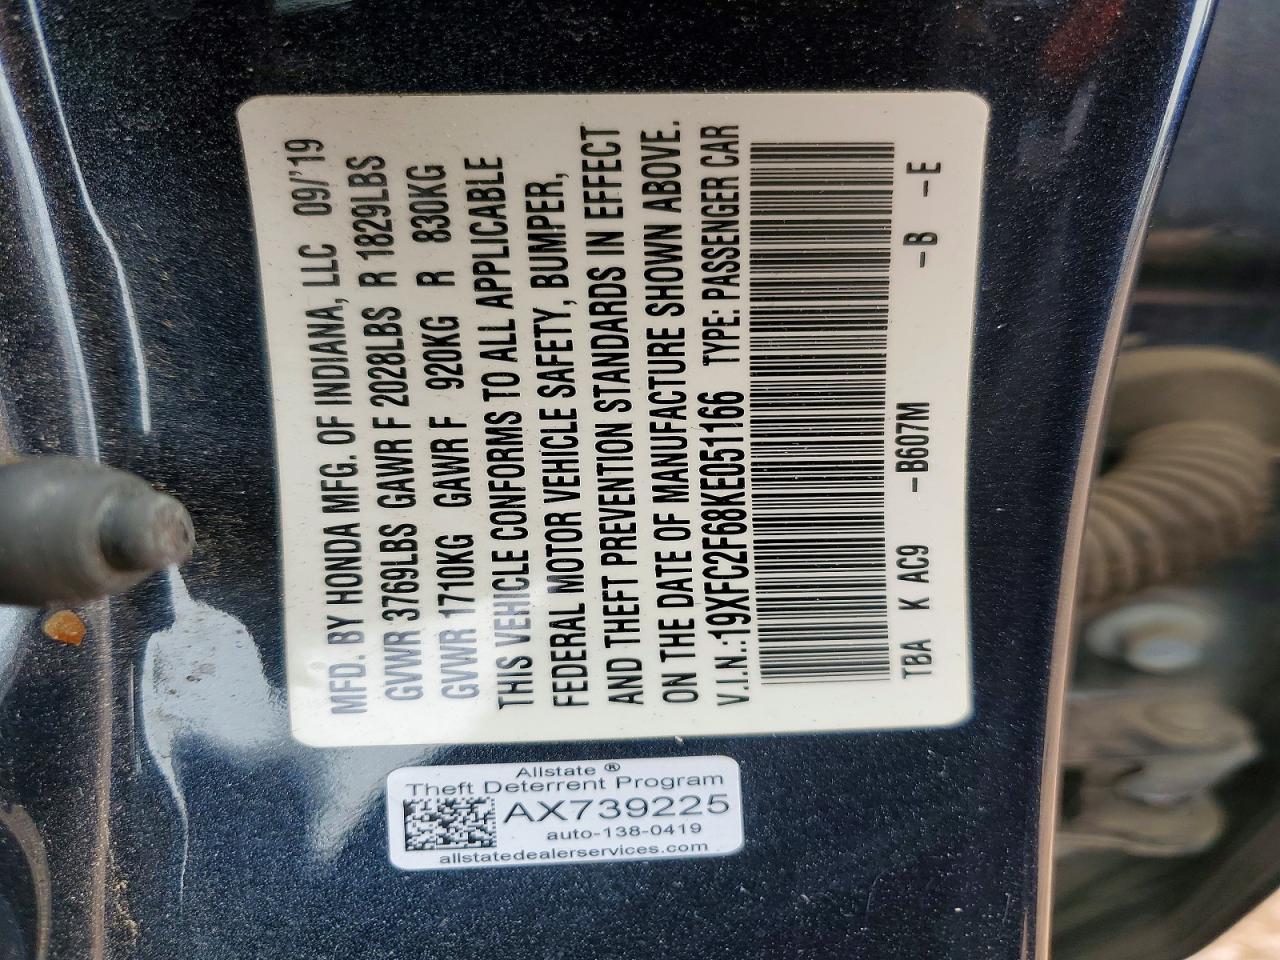 MFD. BY HONDA MFG. OF INDIANA, LLC 09/'19
GVWR 3769LBS GAWR F 2028LBS R 1829LBS
GVWR 1710KG GAWR F 920KG R 830KG
THIS VEHICLE CONFORMS TO ALL APPLICABLE
FEDERAL MOTOR VEHICLE SAFETY, BUMPER,
AND THEFT PREVENTION STANDARDS IN EFFECT
ON THE DATE OF MANUFACTURE SHOWN ABOVE.
V.I.N.:19XFC2F68KE051166 TYPE: PASSENGER CAR
TBA K AC9 -B607M -B -E
Allstate ®
Theft Deterrent Program
AX739225
auto-138-0419
allstatedealerservices.com